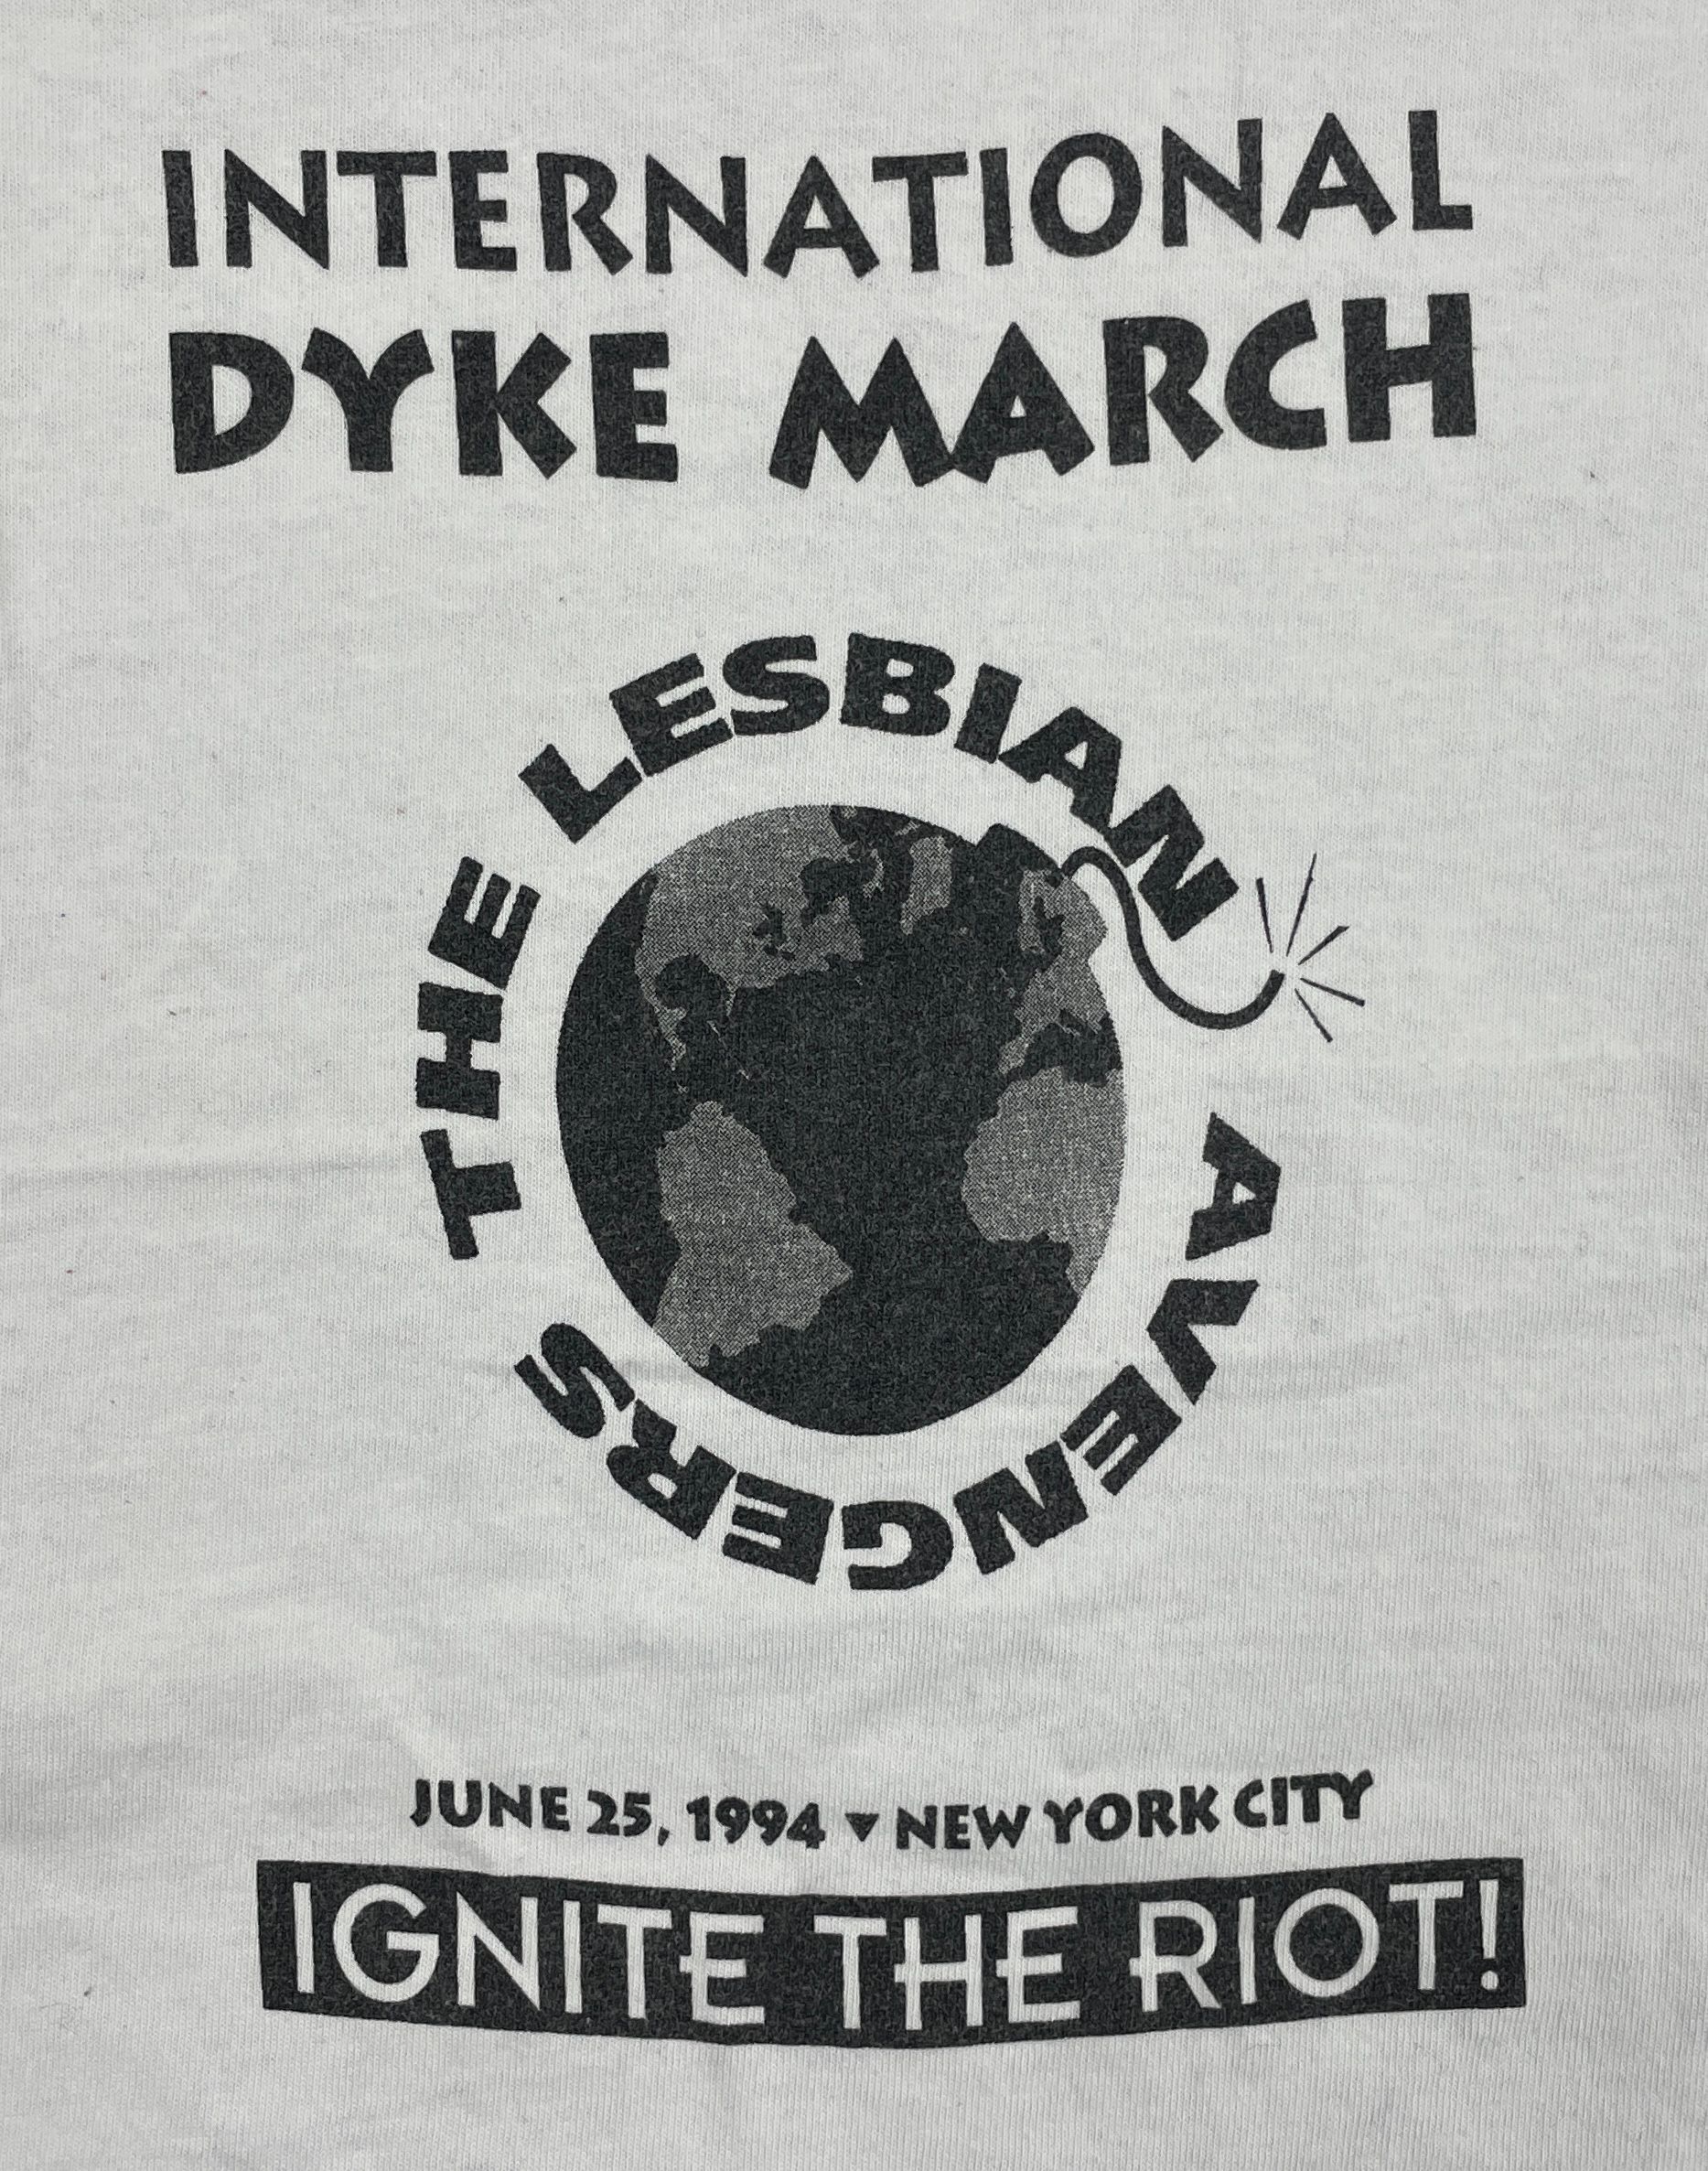 INTERNATIONAL
DYKE MARCH
THE LESBIAN AVENGERS
JUNE 25, 1994 ▼ NEW YORK CITY
IGNITE THE RIOT!